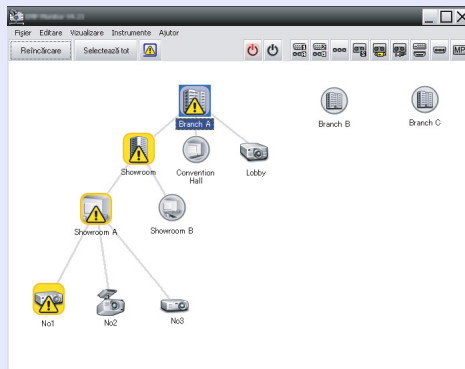 Fișier Editare Vizualizare Instrumente Ajutor
Reîncărcare Selectează tot
MP
Branch A
Branch B
Branch C
Showroom
Convention
Hall
Lobby
Showroom A
Showroom B
No1
No2
No3